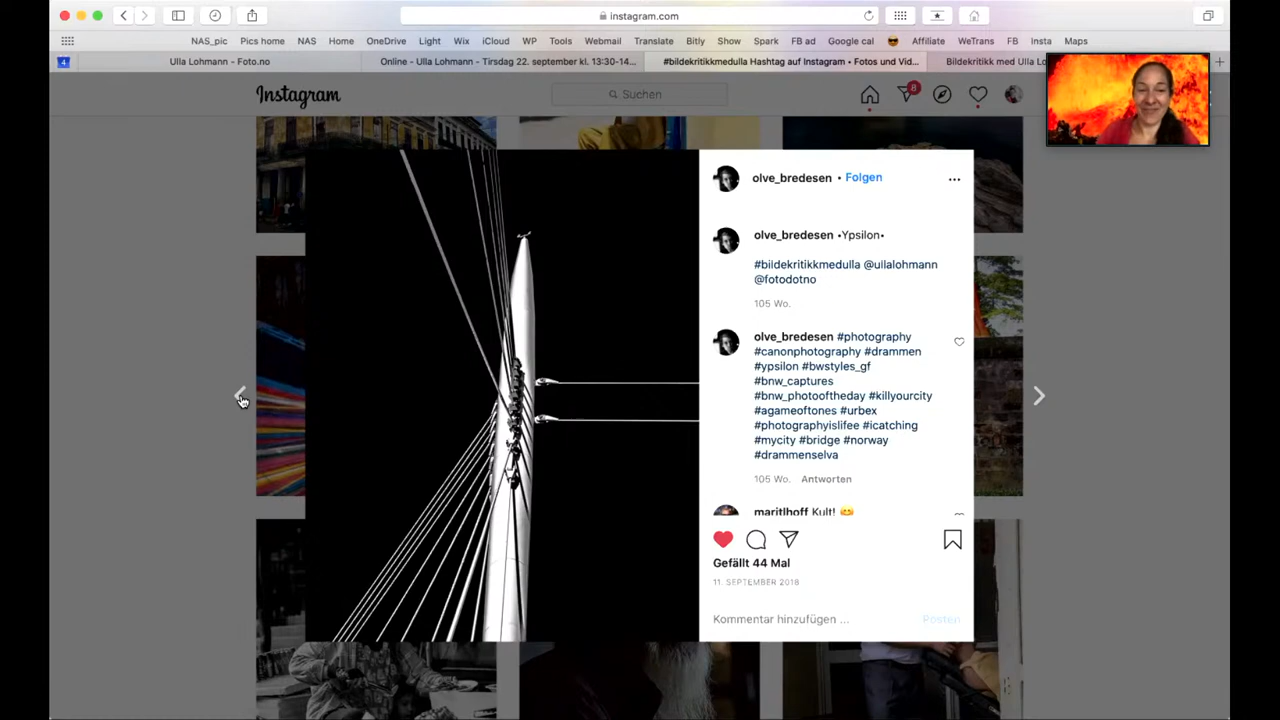 instagram.com
NAS_pic Pics home NAS Home OneDrive Light Wix iCloud WP Tools Webmail Translate Bitly Show Spark FB ad Google cal Affiliate WeTrans FB Insta Maps
4 Ulla Lohmann - Foto.no Online - Ulla Lohmann - Tirsdag 22. september kl. 13:30-14... #bildekritikkmedulla Hashtag auf Instagram • Fotos und Vid... Bildekritikk med Ulla Lo
Instagram Suchen 8
olve_bredesen • Folgen
olve_bredesen •Ypsilon•
#bildekritikkmedulla @ullalohmann
@fotodotno
105 Wo.
olve_bredesen #photography
#canonphotography #drammen
#ypsilon #bwstyles_gf
#bnw_captures
#bnw_photooftheday #killyourcity
#agameoftones #urbex
#photographyislifee #icatching
#mycity #bridge #norway
#drammenselva
105 Wo. Antworten
maritlhoff Kult! 😊
Gefällt 44 Mal
11. SEPTEMBER 2018
Kommentar hinzufügen ... Posten